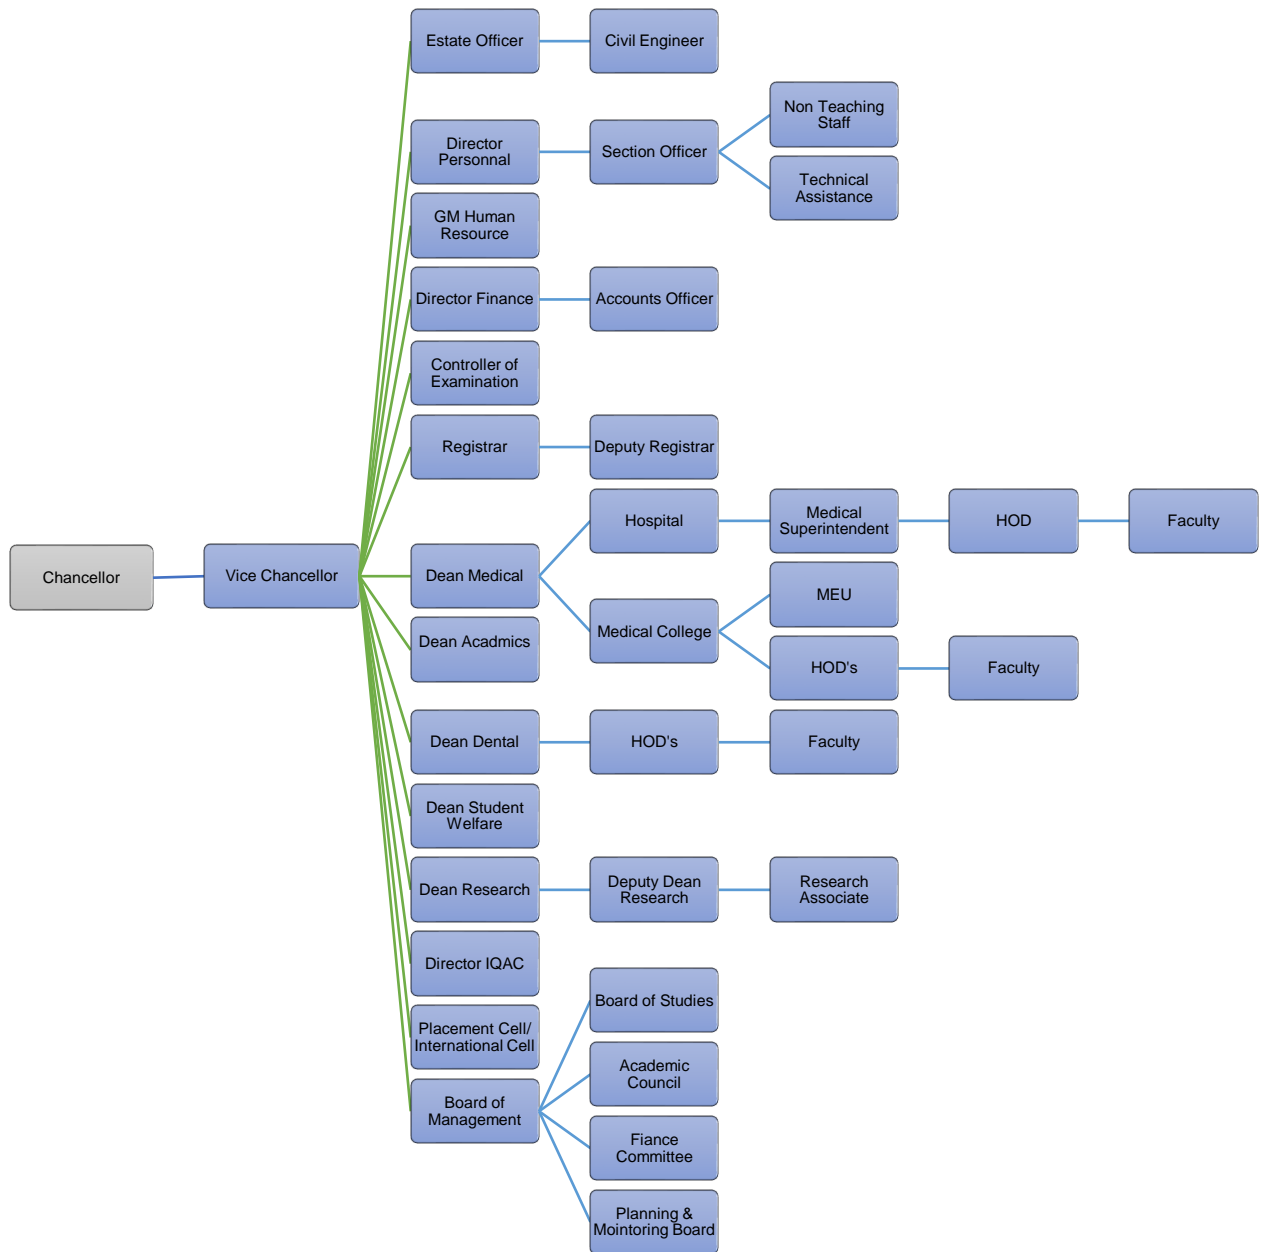 Estate Officer
Civil Engineer
Non Teaching
Staff
Director
Personnal
Section Officer
Technical
Assistance
GM Human
Resource
Director Finance
Accounts Officer
Controller of
Examination
Registrar
Deputy Registrar
Hospital
Medical
Superintendent
HOD
Faculty
Chancellor
Vice Chancellor
Dean Medical
MEU
Medical College
Dean Acadmics
HOD's
Faculty
Dean Dental
HOD's
Faculty
Dean Student
Welfare
Dean Research
Deputy Dean
Research
Research
Associate
Director IQAC
Board of Studies
Placement Cell/
International Cell
Academic
Council
Board of
Management
Fiance
Committee
Planning &
Mointoring Board